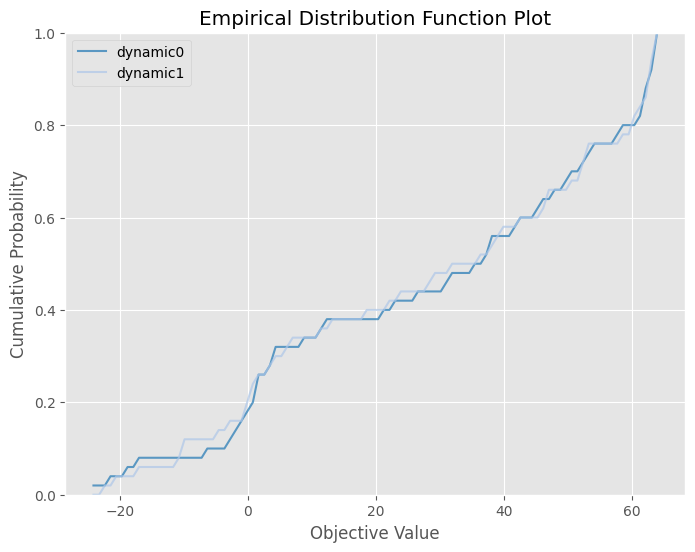 Empirical Distribution Function Plot
dynamic0
dynamic1
Cumulative Probability
1.0
0.8
0.6
0.4
0.2
0.0
−20
0
20
40
60
Objective Value